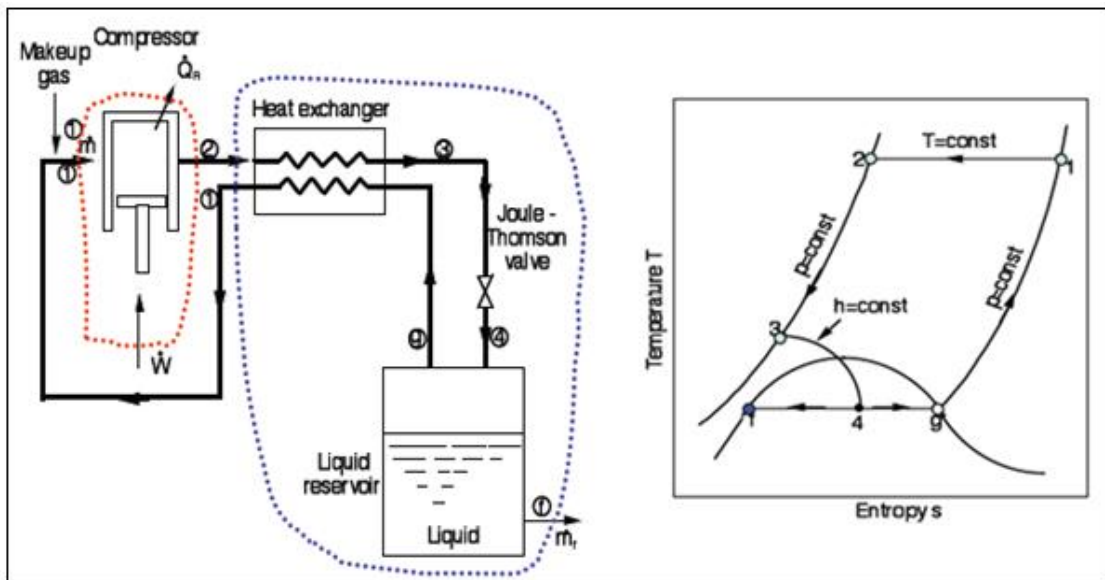 Makeup
gas
Compressor
Q̇R
①
ṁ
①
②
Heat exchanger
③
①
Joule -
Thomson
valve
Ẇ
ⓖ
④
Liquid
reservoir
Liquid
ⓕ
ṁr
Temperature T
2
T=const
1
p=const
p=const
3
h=const
f
4
g
Entropy s